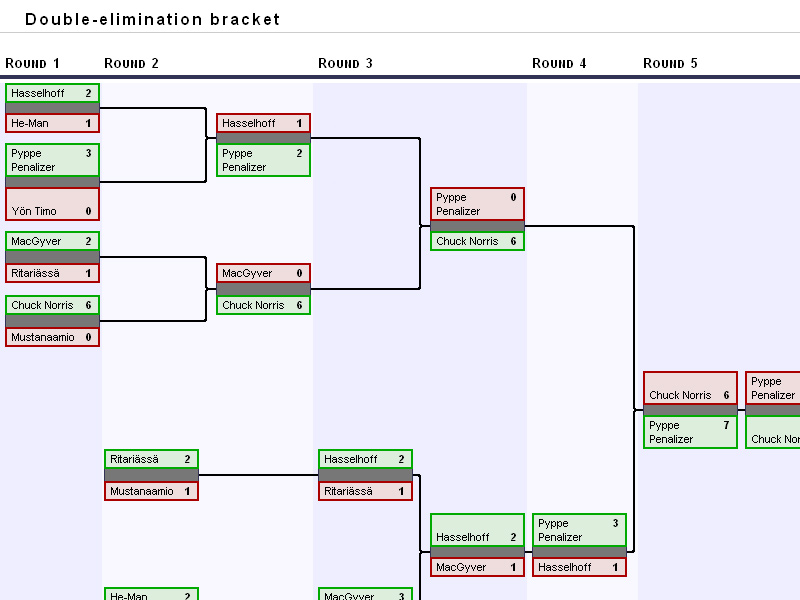 Double-elimination bracket
ROUND 1 ROUND 2 ROUND 3 ROUND 4 ROUND 5
Hasselhoff 2
He-Man 1
Pyppe
Penalizer 3
Yön Timo 0
MacGyver 2
Ritariässä 1
Chuck Norris 6
Mustanaamio 0
Hasselhoff 1
Pyppe
Penalizer 2
MacGyver 0
Chuck Norris 6
Ritariässä 2
Mustanaamio 1
He-Man 2
Pyppe
Penalizer 0
Chuck Norris 6
Hasselhoff 2
Ritariässä 1
MacGyver 3
Hasselhoff 2
MacGyver 1
Pyppe
Penalizer 3
Hasselhoff 1
Chuck Norris 6
Pyppe
Penalizer 7
Pyppe
Penalizer
Chuck Nor